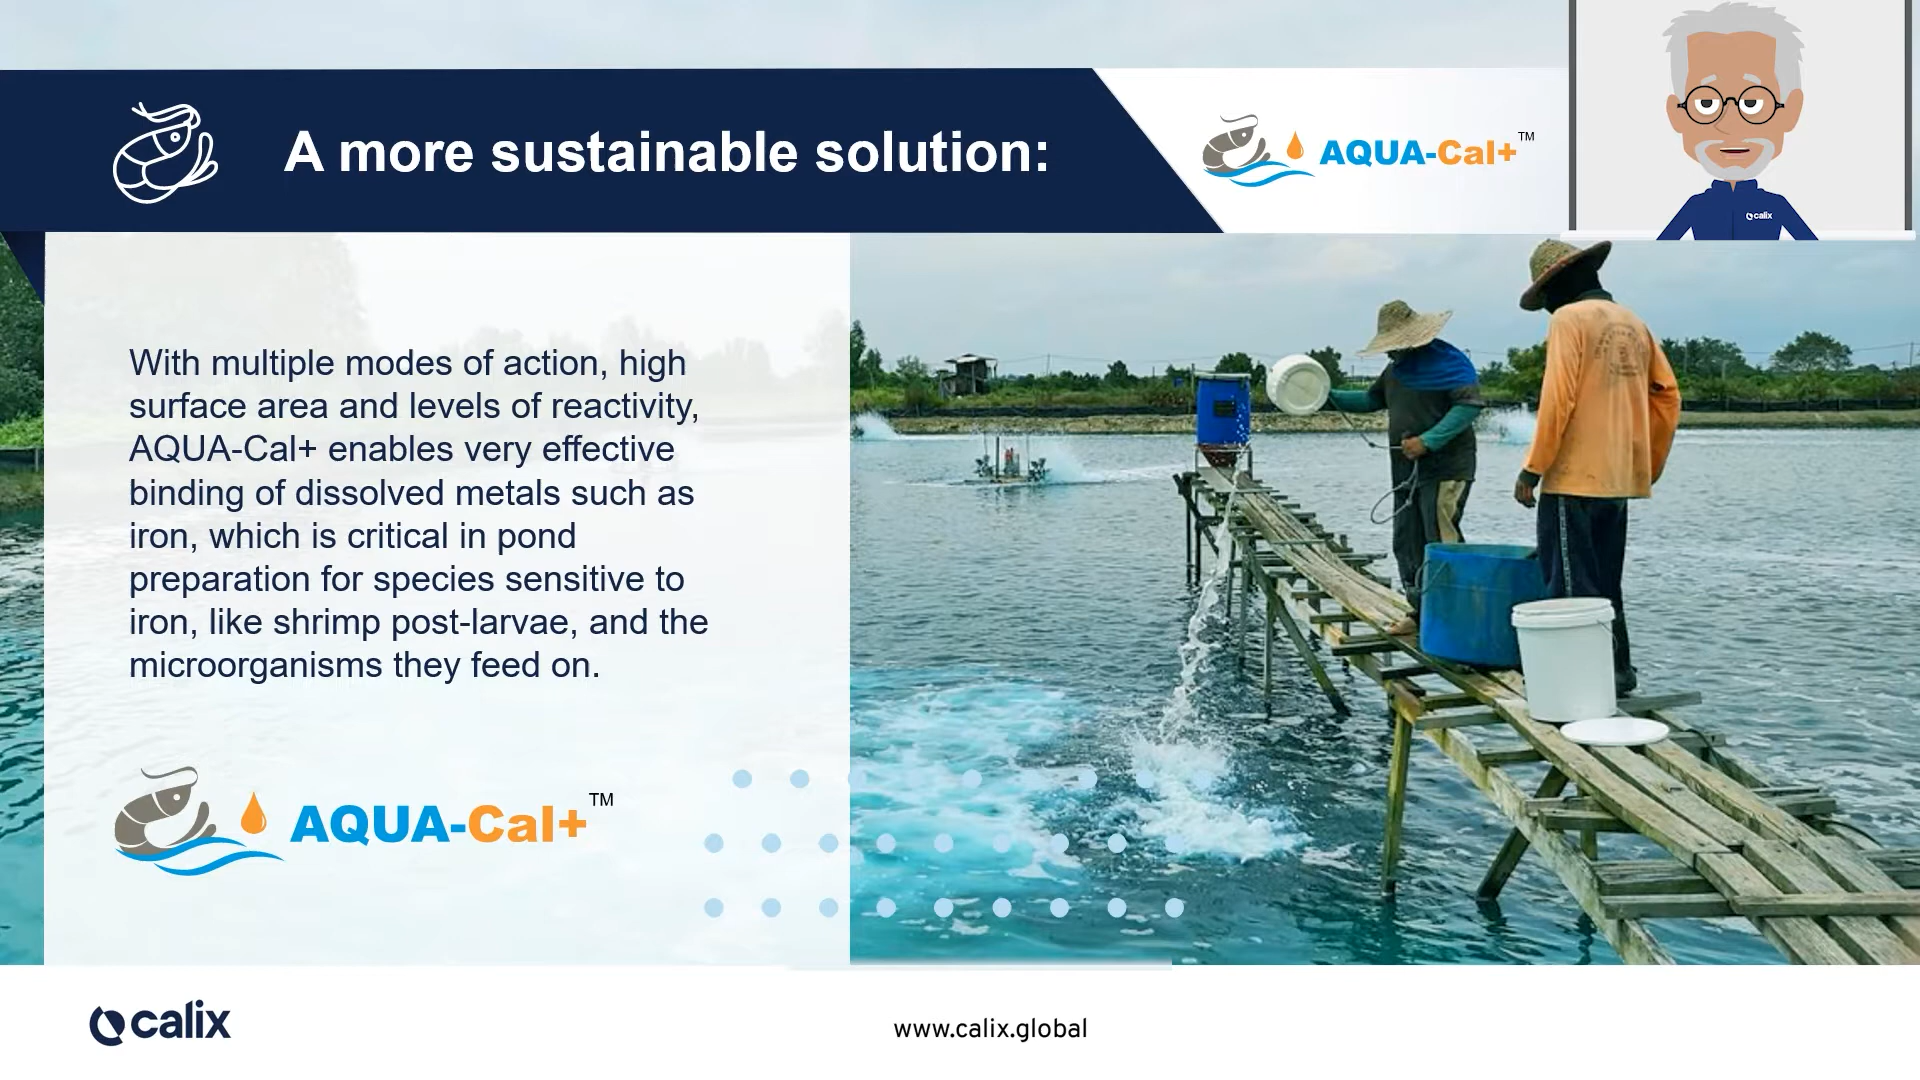 A more sustainable solution:
AQUA-Cal+™
calix
With multiple modes of action, high
surface area and levels of reactivity,
AQUA-Cal+ enables very effective
binding of dissolved metals such as
iron, which is critical in pond
preparation for species sensitive to
iron, like shrimp post-larvae, and the
microorganisms they feed on.
AQUA-Cal+™
calix
www.calix.global